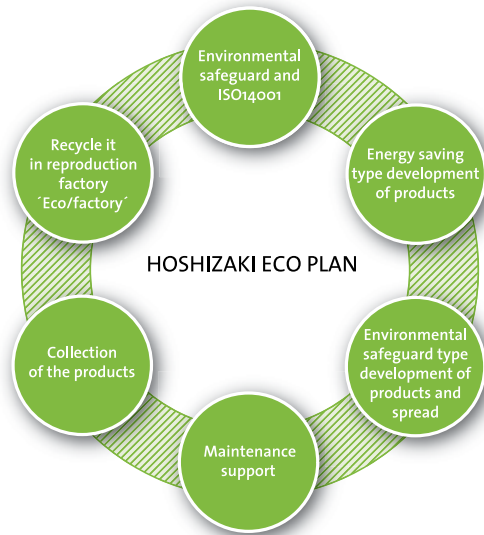 Environmental
safeguard and
ISO14001
Recycle it
in reproduction
factory
´Eco/factory´
Energy saving
type development
of products
HOSHIZAKI ECO PLAN
Collection
of the products
Environmental
safeguard type
development of
products and
spread
Maintenance
support